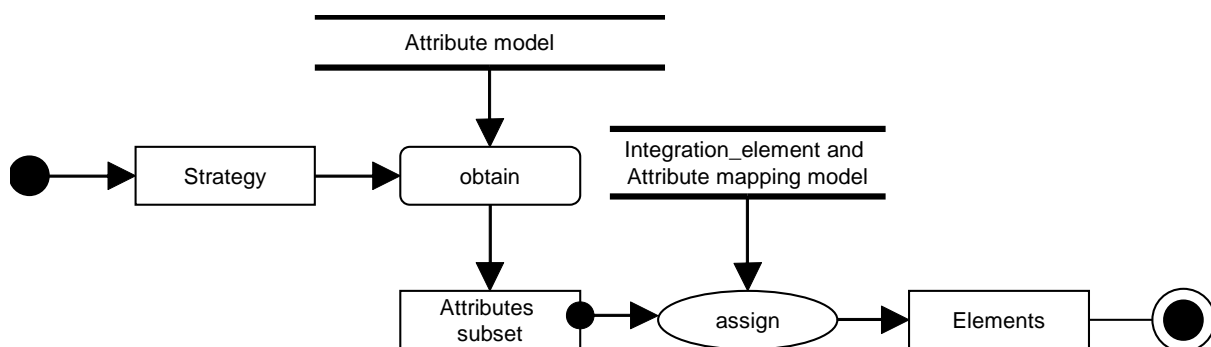 Attribute model
Integration_element and
Attribute mapping model
Strategy
obtain
Attributes
subset
assign
Elements